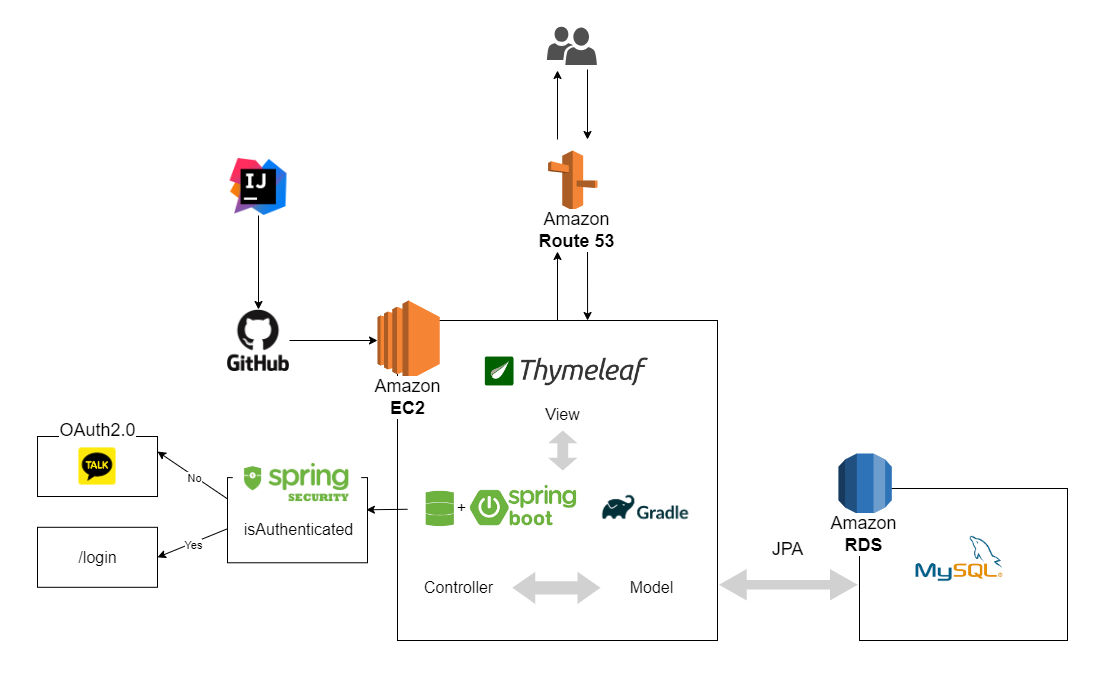 IJ
Amazon
Route 53
GitHub
Amazon
EC2
Thymeleaf
View
OAuth2.0
TALK
No
spring
SECURITY
isAuthenticated
Yes
/login
+
spring
boot
Gradle
Controller
Model
JPA
Amazon
RDS
MySQL®